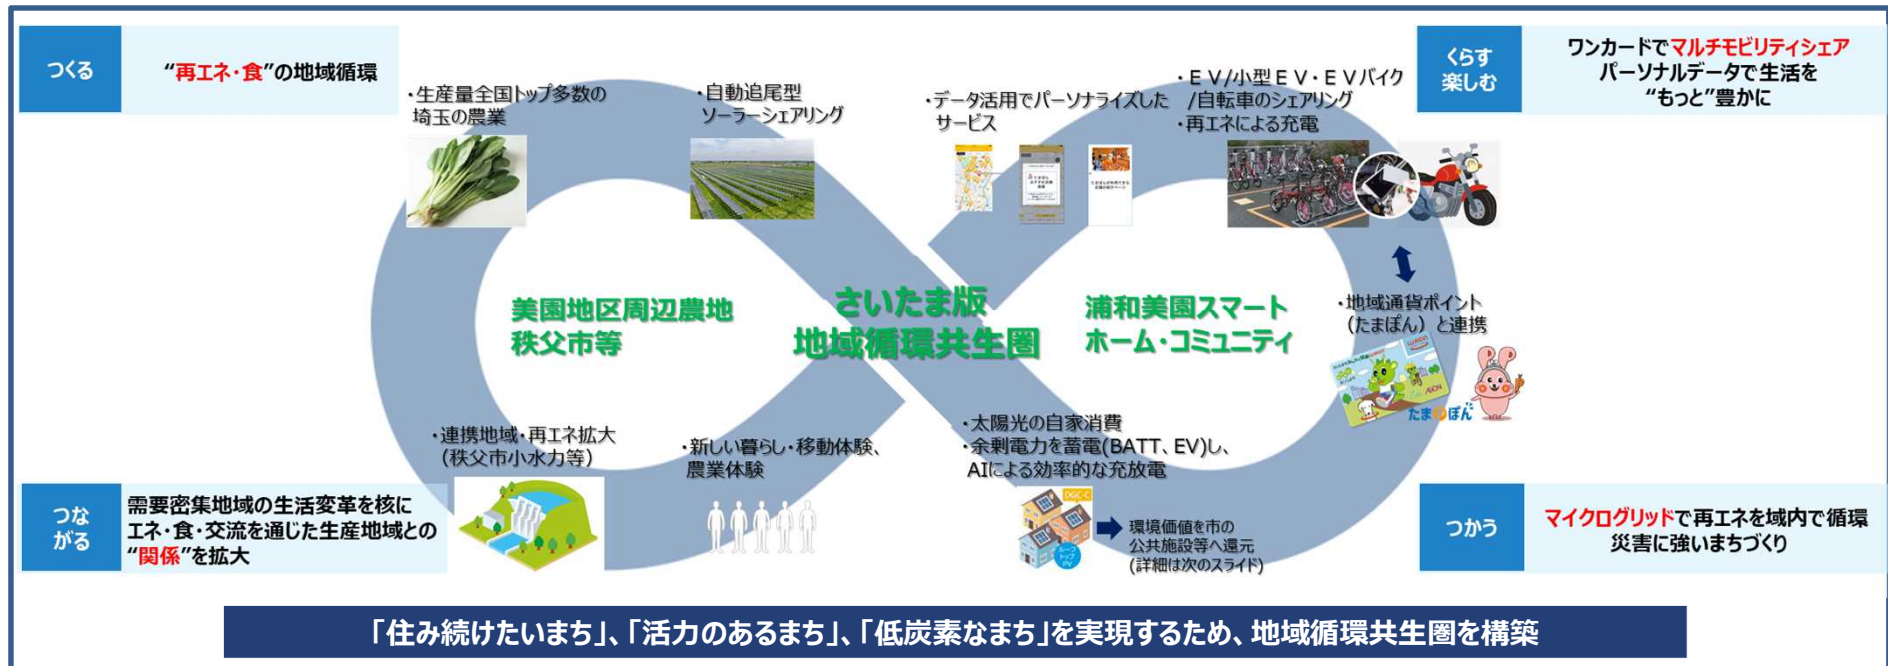 つくる
“再エネ・食”の地域循環
・生産量全国トップ多数の
埼玉の農業
・自動追尾型
ソーラーシェアリング
・データ活用でパーソナライズした
サービス
・ＥＶ/小型ＥＶ・ＥＶバイク
/自転車のシェアリング
・再エネによる充電
くらす
楽しむ
ワンカードでマルチモビリティシェア
パーソナルデータで生活を
“もっと”豊かに
美園地区周辺農地
秩父市等
さいたま版
地域循環共生圏
浦和美園スマート
ホーム・コミュニティ
・地域通貨ポイント
（たまぽん）と連携
たまぽん
つな
がる
需要密集地域の生活変革を核に
エネ・食・交流を通じた生産地域との
“関係”を拡大
・連携地域・再エネ拡大
（秩父市小水力等）
・新しい暮らし・移動体験、
農業体験
・太陽光の自家消費
・余剰電力を蓄電(BATT、EV)し、
AIによる効率的な充放電
DGC-C
ルーフ
トップ
PV
環境価値を市の
公共施設等へ還元
(詳細は次のスライド)
つかう
マイクログリッドで再エネを域内で循環
災害に強いまちづくり
「住み続けたいまち」、「活力のあるまち」、「低炭素なまち」を実現するため、地域循環共生圏を構築